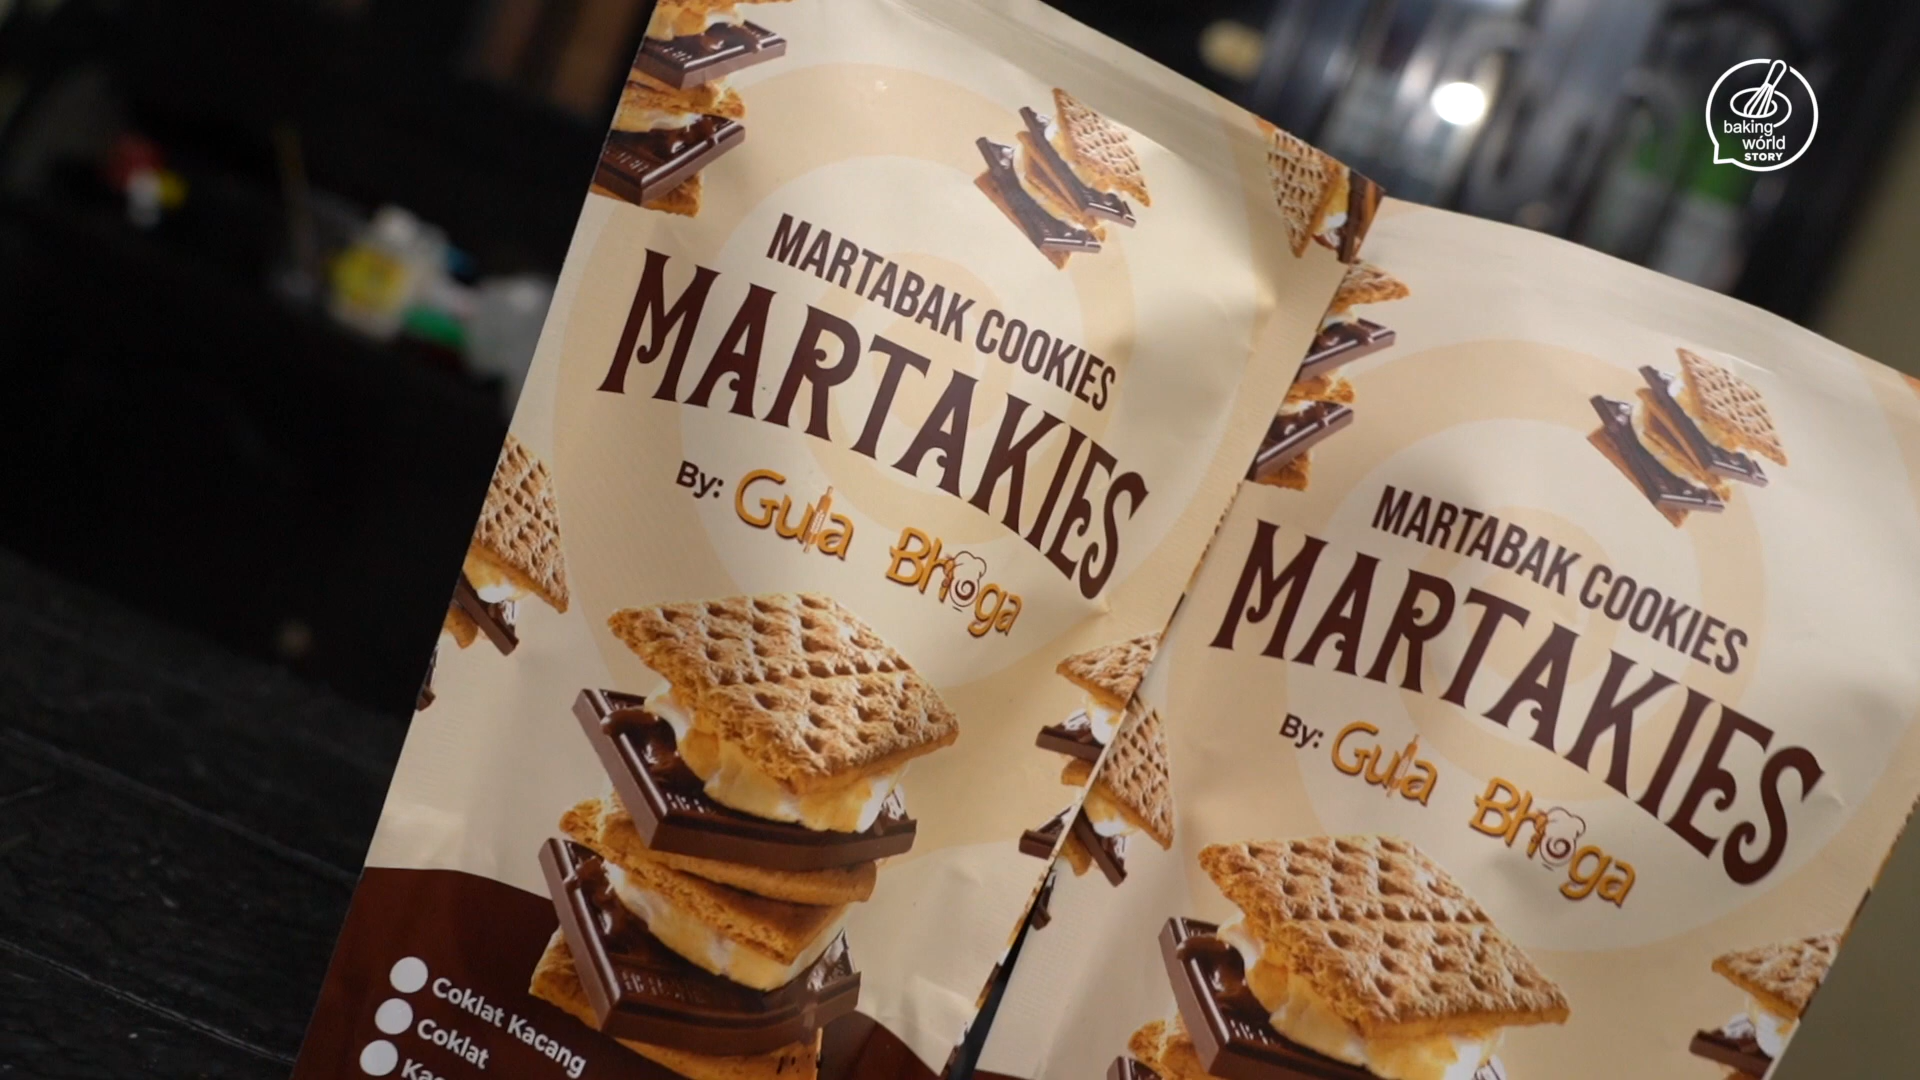 baking
world
STORY
MARTABAK COOKIES
MARTAKIES
By: Gula Bhoga
Coklat Kacang
Coklat
MARTABAK COOKIES
MARTAKIES
By: Gula Bhoga